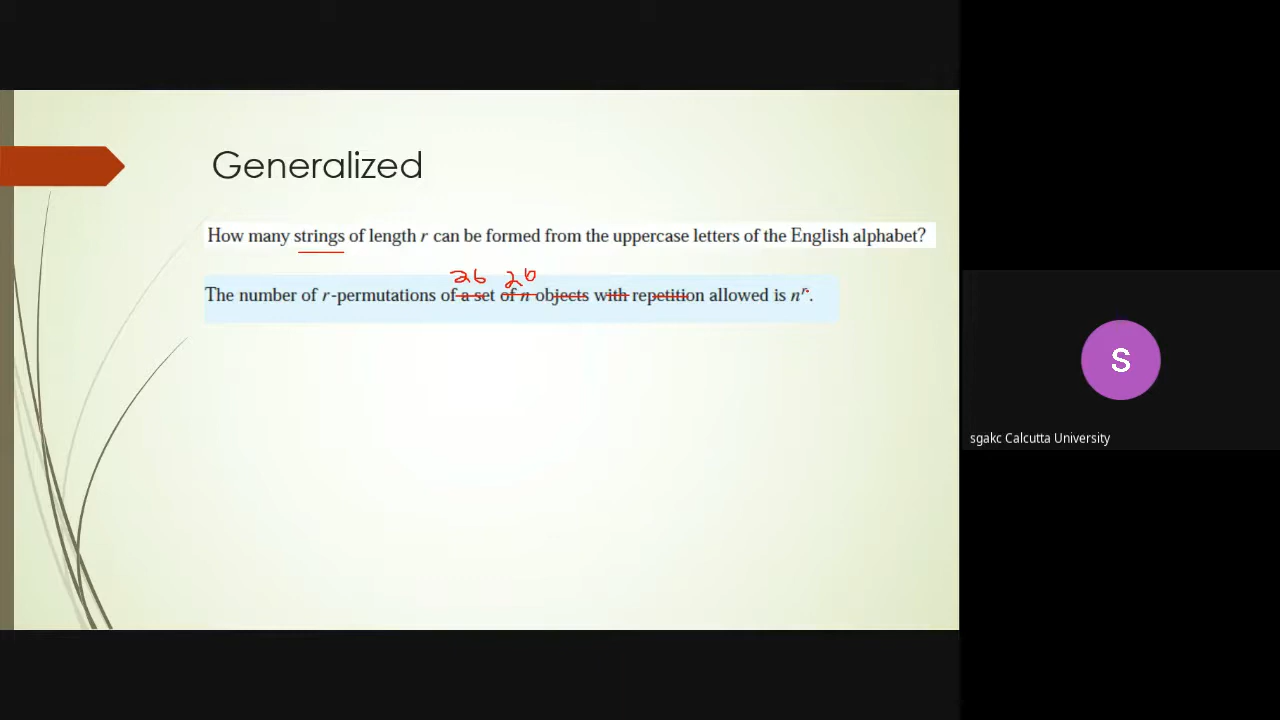 Generalized
How many strings of length r can be formed from the uppercase letters of the English alphabet?
26 26
The number of r-permutations of a set of n objects with repetition allowed is nʳ.
S
sgakc Calcutta University